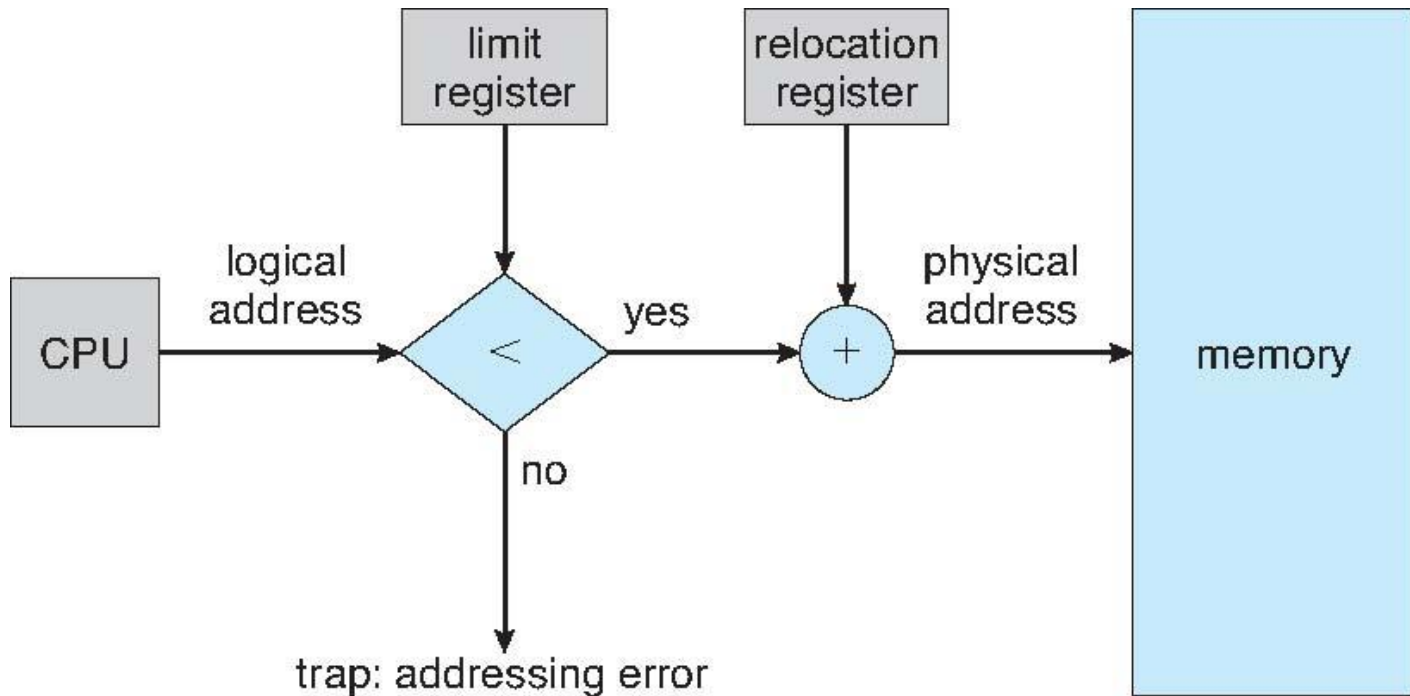 limit
register
relocation
register
logical
address
physical
address
CPU
<
yes
+
memory
no
trap: addressing error